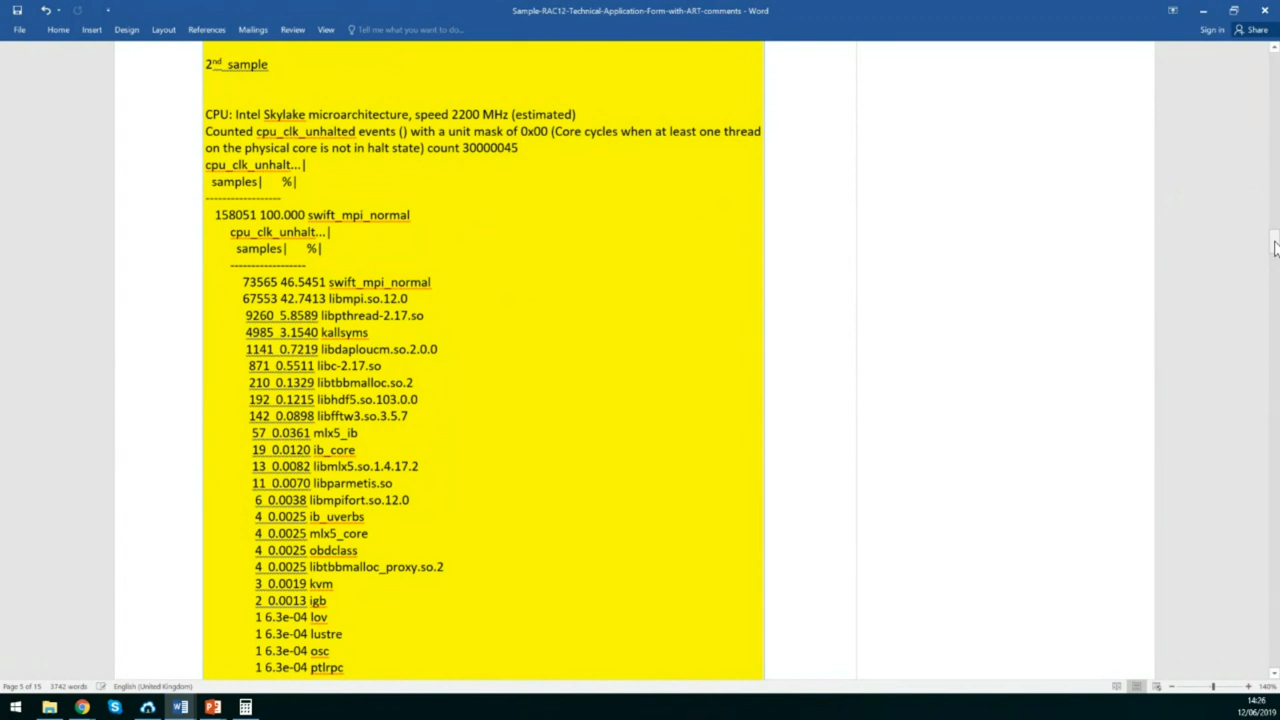 Sample-RAC12-Technical-Application-Form-with-ART-comments - Word
File Home Insert Design Layout References Mailings Review View Tell me what you want to do... Sign in Share
2nd sample
CPU: Intel Skylake microarchitecture, speed 2200 MHz (estimated)
Counted cpu_clk_unhalted events () with a unit mask of 0x00 (Core cycles when at least one thread
on the physical core is not in halt state) count 30000045
cpu_clk_unhalt...|
samples| %|
------------------
158051 100.000 swift_mpi_normal
cpu_clk_unhalt...|
samples| %|
------------------
73565 46.5451 swift_mpi_normal
67553 42.7413 libmpi.so.12.0
9260 5.8589 libpthread-2.17.so
4985 3.1540 kallsyms
1141 0.7219 libdaploucm.so.2.0.0
871 0.5511 libc-2.17.so
210 0.1329 libtbbmalloc.so.2
192 0.1215 libhdf5.so.103.0.0
142 0.0898 libfftw3.so.3.5.7
57 0.0361 mlx5_ib
19 0.0120 ib_core
13 0.0082 libmlx5.so.1.4.17.2
11 0.0070 libparmetis.so
6 0.0038 libmpifort.so.12.0
4 0.0025 ib_uverbs
4 0.0025 mlx5_core
4 0.0025 obdclass
4 0.0025 libtbbmalloc_proxy.so.2
3 0.0019 kvm
2 0.0013 igb
1 6.3e-04 lov
1 6.3e-04 lustre
1 6.3e-04 osc
1 6.3e-04 ptlrpc
Page 5 of 15 3742 words English (United Kingdom) 140%
14:26
12/06/2019